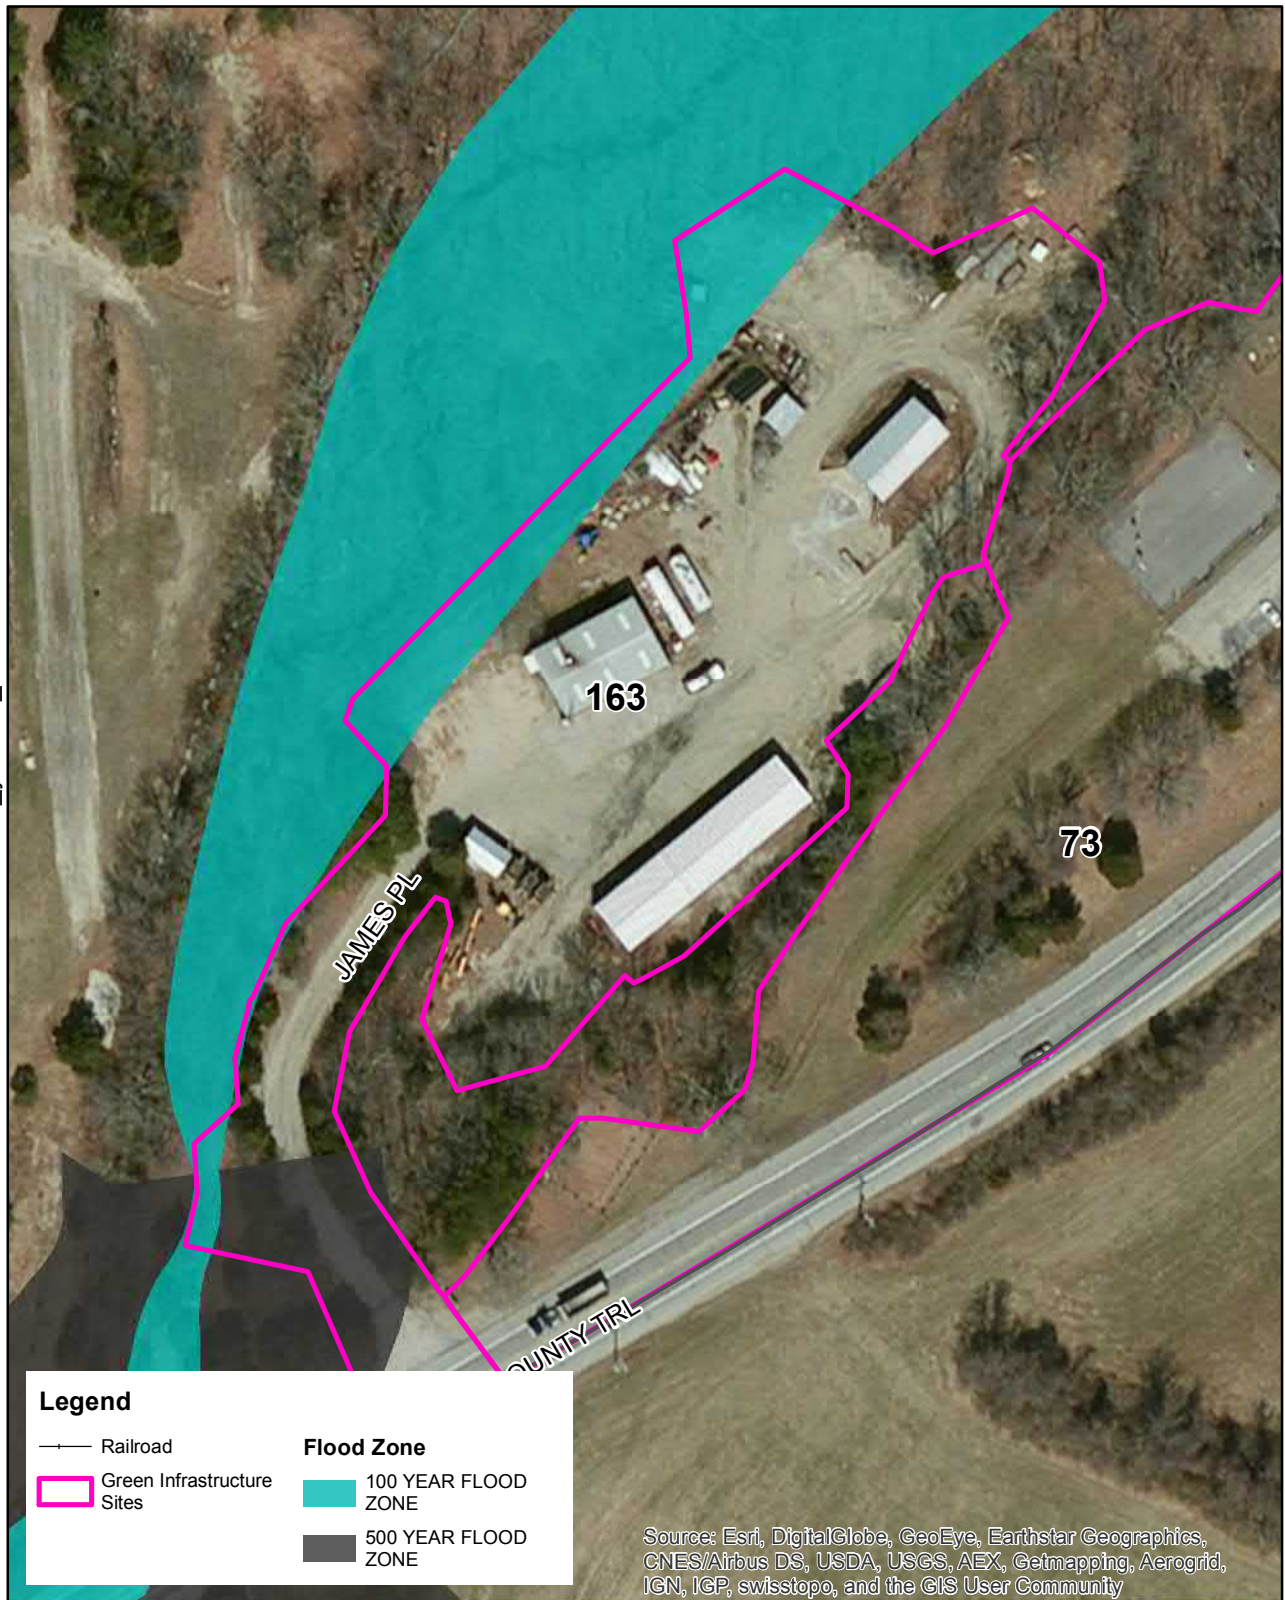 163
73
JAMES PL
OUNTY TRL
Legend
Railroad
Green Infrastructure
Sites
Flood Zone
100 YEAR FLOOD
ZONE
500 YEAR FLOOD
ZONE
Source: Esri, DigitalGlobe, GeoEye, Earthstar Geographics,
CNES/Airbus DS, USDA, USGS, AEX, Getmapping, Aerogrid,
IGN, IGP, swisstopo, and the GIS User Community